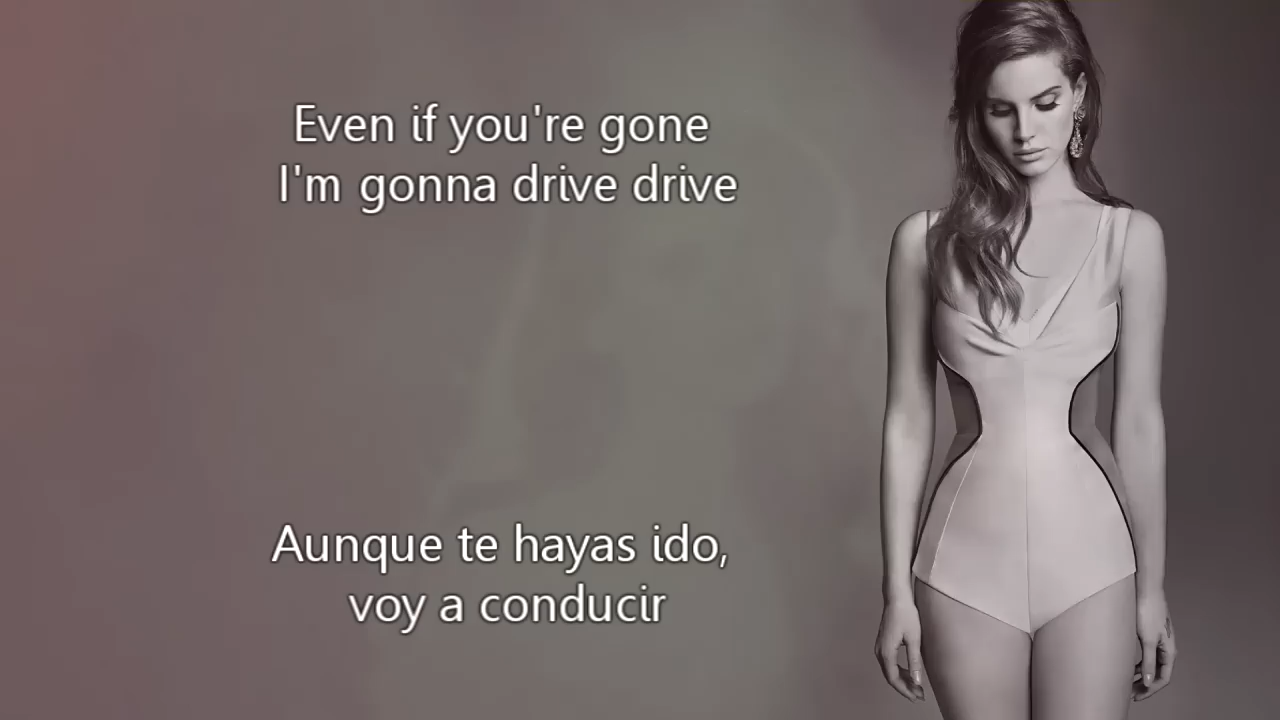 Even if you're gone
I'm gonna drive drive
Aunque te hayas ido,
voy a conducir